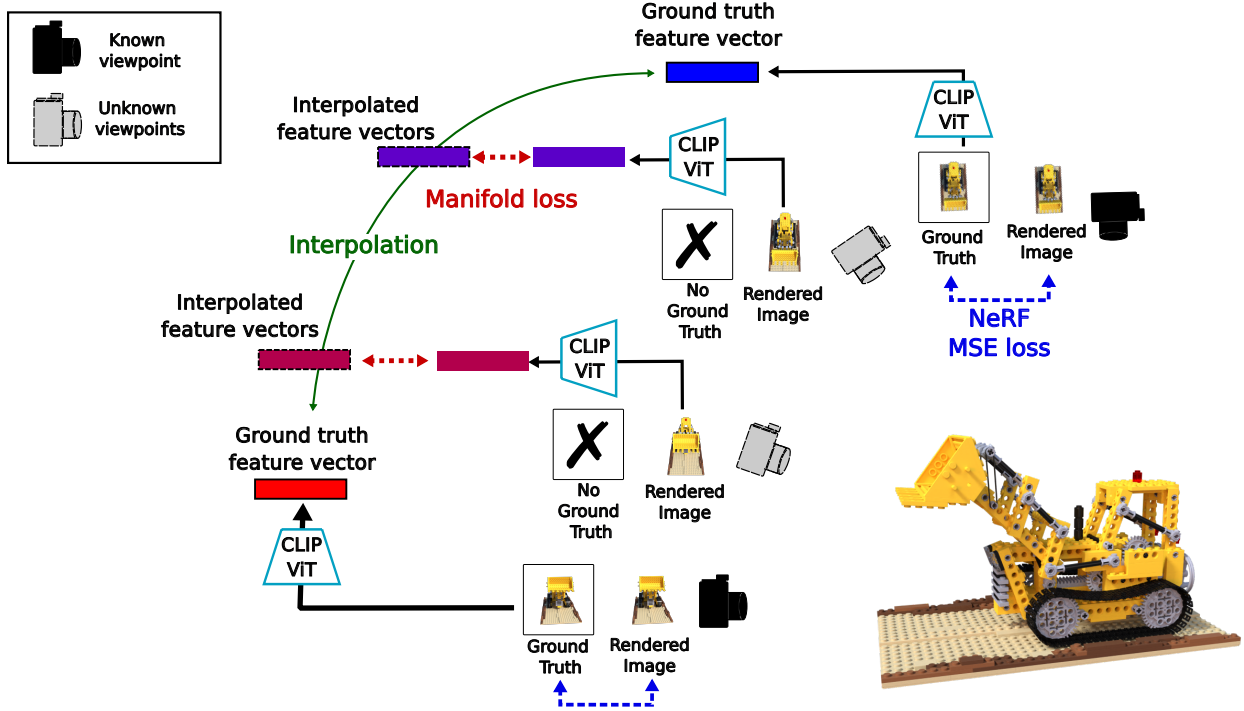 Known
viewpoint
Unknown
viewpoints
Ground truth
feature vector
CLIP
ViT
Interpolated
feature vectors
CLIP
ViT
Manifold loss
Interpolation
No
Ground
Truth
Rendered
Image
Ground
Truth
Rendered
Image
NeRF
MSE loss
Interpolated
feature vectors
CLIP
ViT
No
Ground
Truth
Rendered
Image
Ground truth
feature vector
CLIP
ViT
Ground
Truth
Rendered
Image